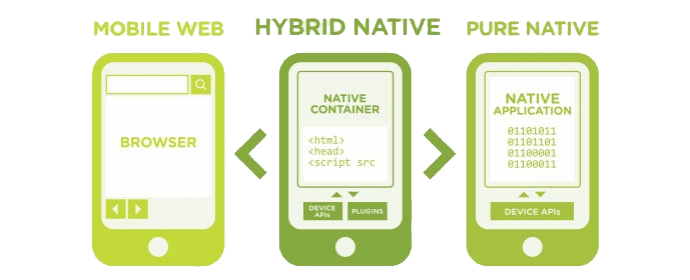 MOBILE WEB
HYBRID NATIVE
PURE NATIVE
BROWSER
NATIVE
CONTAINER
<html>
<head>
<script src
DEVICE
APIs
PLUGINS
NATIVE
APPLICATION
01101011
01101101
01100001
01100011
DEVICE APIs